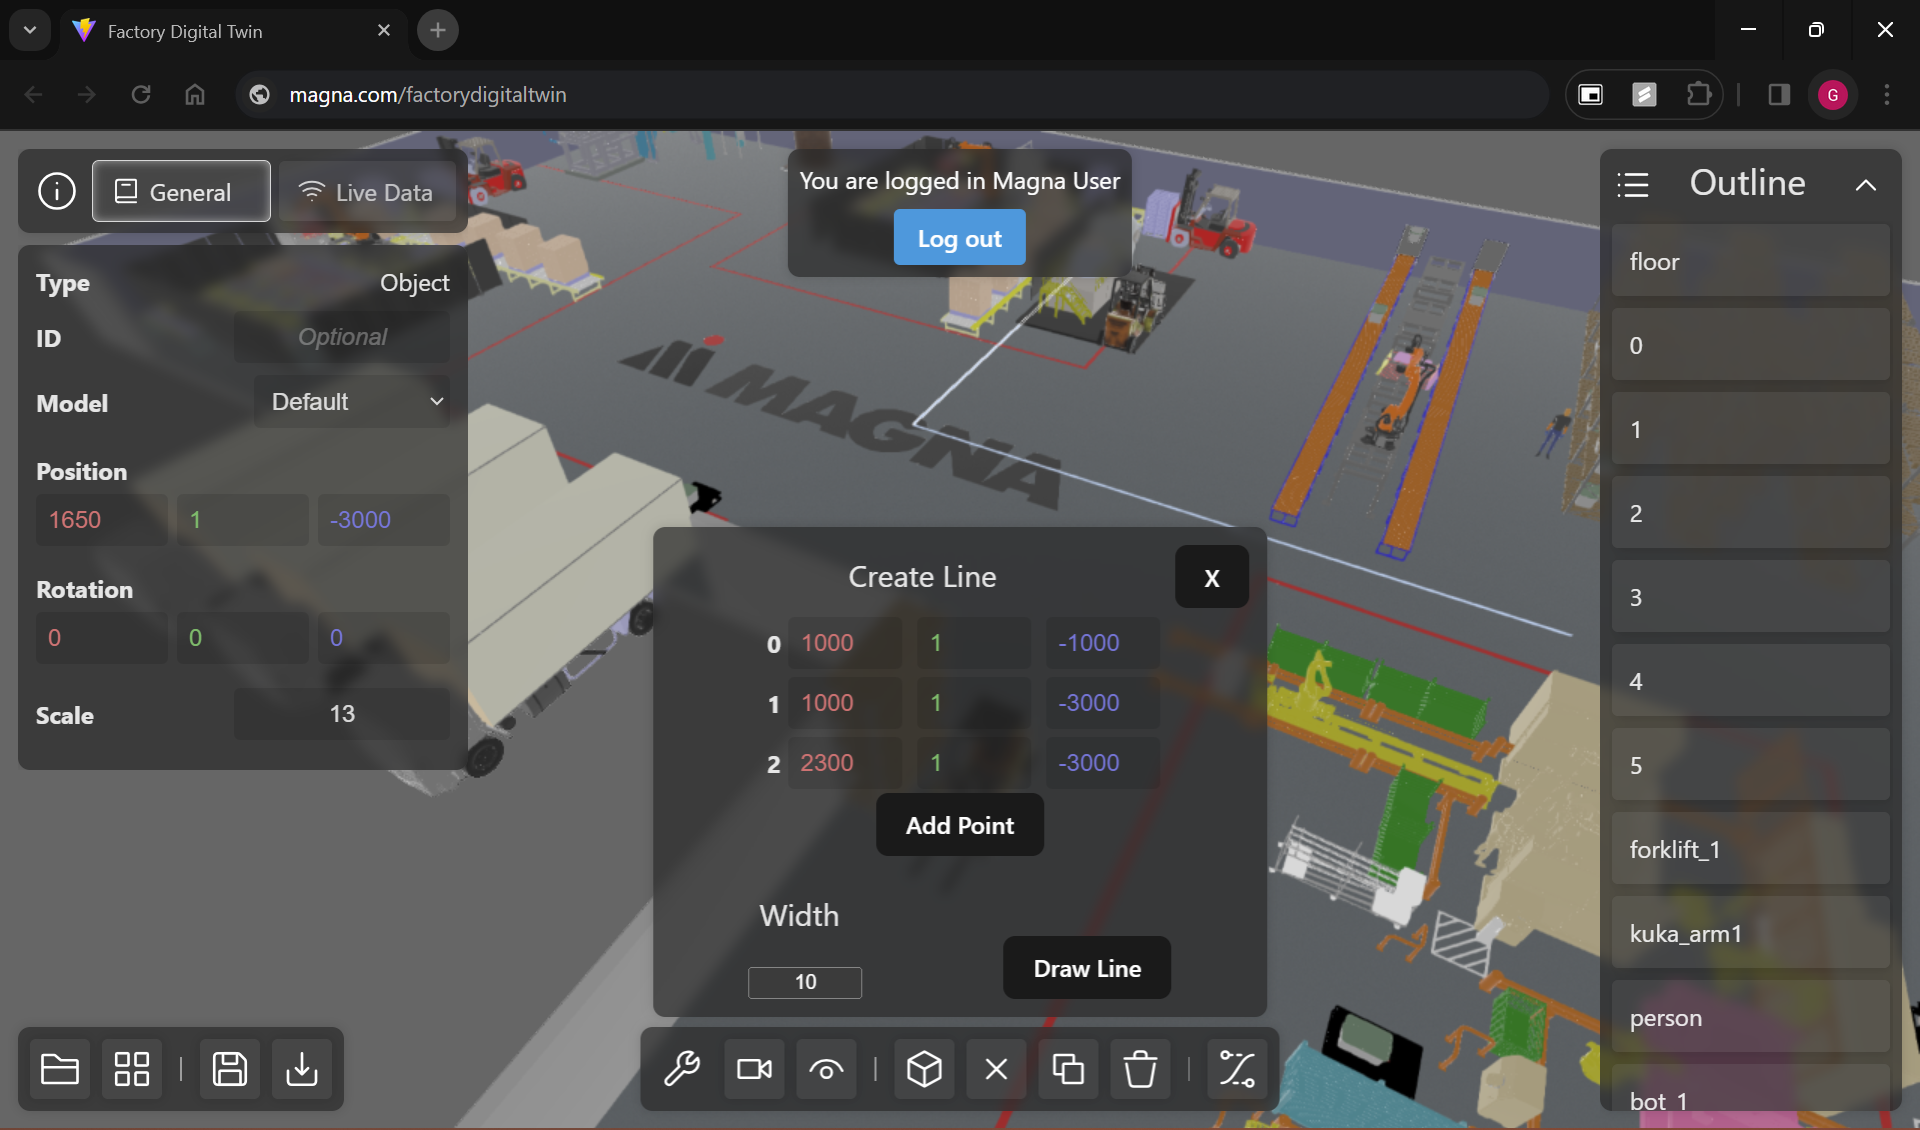 Factory Digital Twin
magna.com/factorydigitaltwin
G
General
Live Data
Type
Object
ID
Optional
Model
Default
Position
1650
1
-3000
Rotation
0
0
0
Scale
13
You are logged in Magna User
Log out
MAGNA
Create Line
X
0 1000 1 -1000
1 1000 1 -3000
2 2300 1 -3000
Add Point
Width
10
Draw Line
Outline
floor
0
1
2
3
4
5
forklift_1
kuka_arm1
person
bot_1